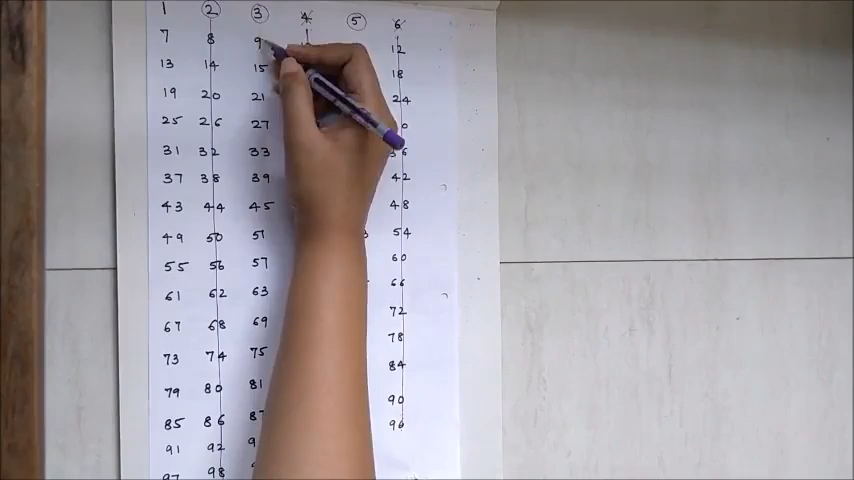 1 2 3 4 5 6
7 8 9 12
13 14 15 18
19 20 21 24
25 26 27
31 32 33
37 38 39 42
43 44 45 48
49 50 51 54
55 56 57 60
61 62 63 66
67 68 69 72
73 74 75 78
79 80 81 84
85 86 90
91 92 96
97 98